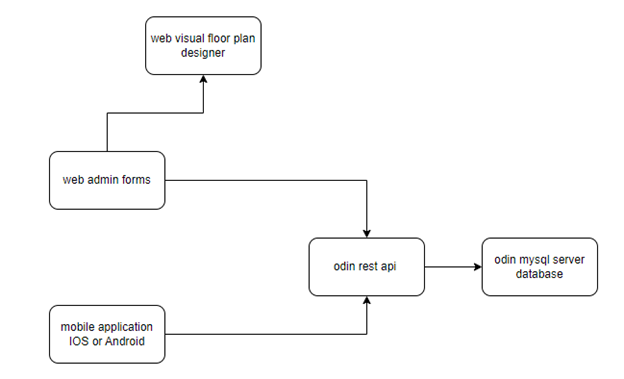 web visual floor plan
designer
web admin forms
odin rest api
odin mysql server
database
mobile application
IOS or Android